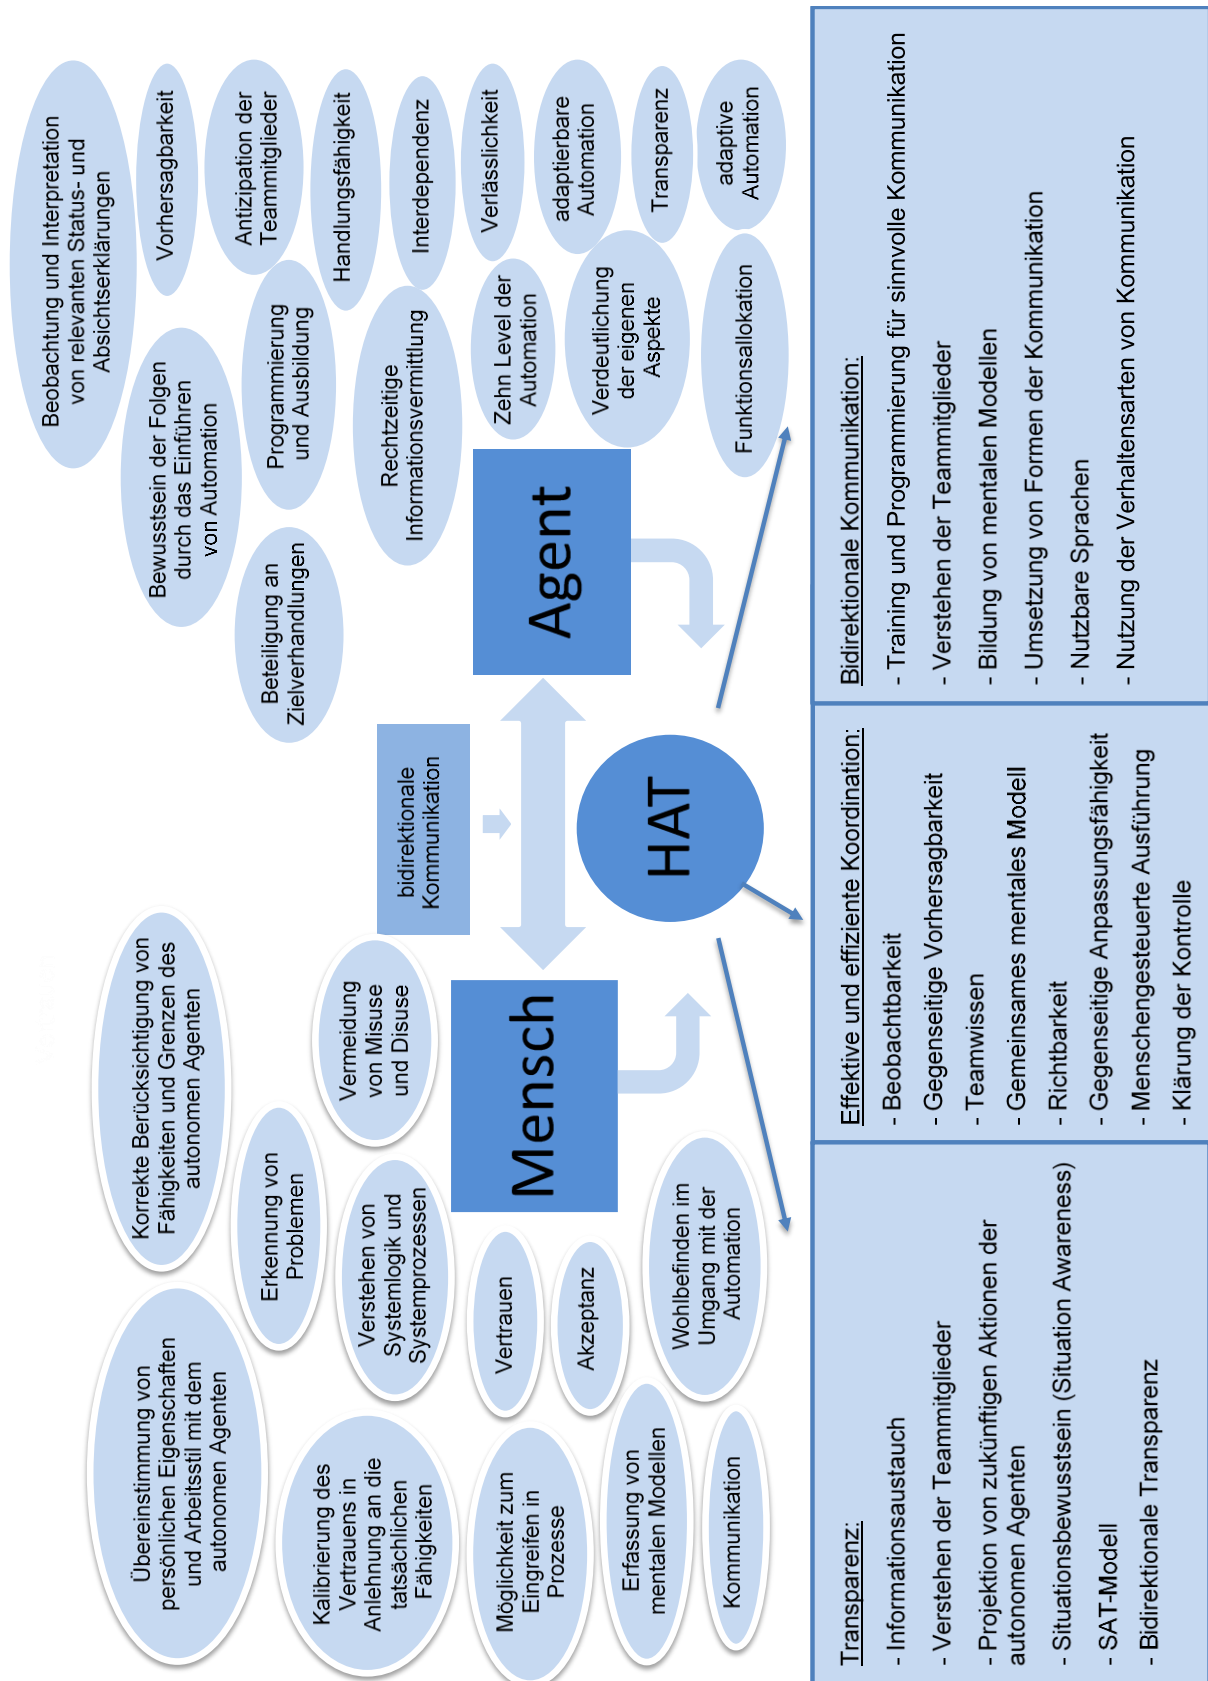 Übereinstimmung von
persönlichen Eigenschaften
und Arbeitsstil mit dem
autonomen Agenten
Korrekte Berücksichtigung von
Fähigkeiten und Grenzen des
autonomen Agenten
Erkennung von
Problemen
Kalibrierung des
Vertrauens in
Anlehnung an die
tatsächlichen
Fähigkeiten
Verstehen von
Systemlogik und
Systemprozessen
Vermeidung
von Misuse
und Disuse
Möglichkeit zum
Eingreifen in
Prozesse
Vertrauen
Akzeptanz
Erfassung von
mentalen Modellen
Wohlbefinden im
Umgang mit der
Automation
Kommunikation
Mensch
bidirektionale
Kommunikation
HAT
Agent
Beobachtung und Interpretation
von relevanten Status- und
Absichtserklärungen
Bewusstsein der Folgen
durch das Einführen
von Automation
Vorhersagbarkeit
Beteiligung an
Zielverhandlungen
Programmierung
und Ausbildung
Antizipation der
Teammitglieder
Handlungsfähigkeit
Rechtzeitige
Informationsvermittlung
Interdependenz
Zehn Level der
Automation
Verlässlichkeit
Verdeutlichung
der eigenen
Aspekte
adaptierbare
Automation
Transparenz
Funktionsallokation
adaptive
Automation
Transparenz:
- Informationsaustauch
- Verstehen der Teammitglieder
- Projektion von zukünftigen Aktionen der
autonomen Agenten
- Situationsbewusstsein (Situation Awareness)
- SAT-Modell
- Bidirektionale Transparenz
Effektive und effiziente Koordination:
- Beobachtbarkeit
- Gegenseitige Vorhersagbarkeit
- Teamwissen
- Gemeinsames mentales Modell
- Richtbarkeit
- Gegenseitige Anpassungsfähigkeit
- Menschengesteuerte Ausführung
- Klärung der Kontrolle
Bidirektionale Kommunikation:
- Training und Programmierung für sinnvolle Kommunikation
- Verstehen der Teammitglieder
- Bildung von mentalen Modellen
- Umsetzung von Formen der Kommunikation
- Nutzbare Sprachen
- Nutzung der Verhaltensarten von Kommunikation